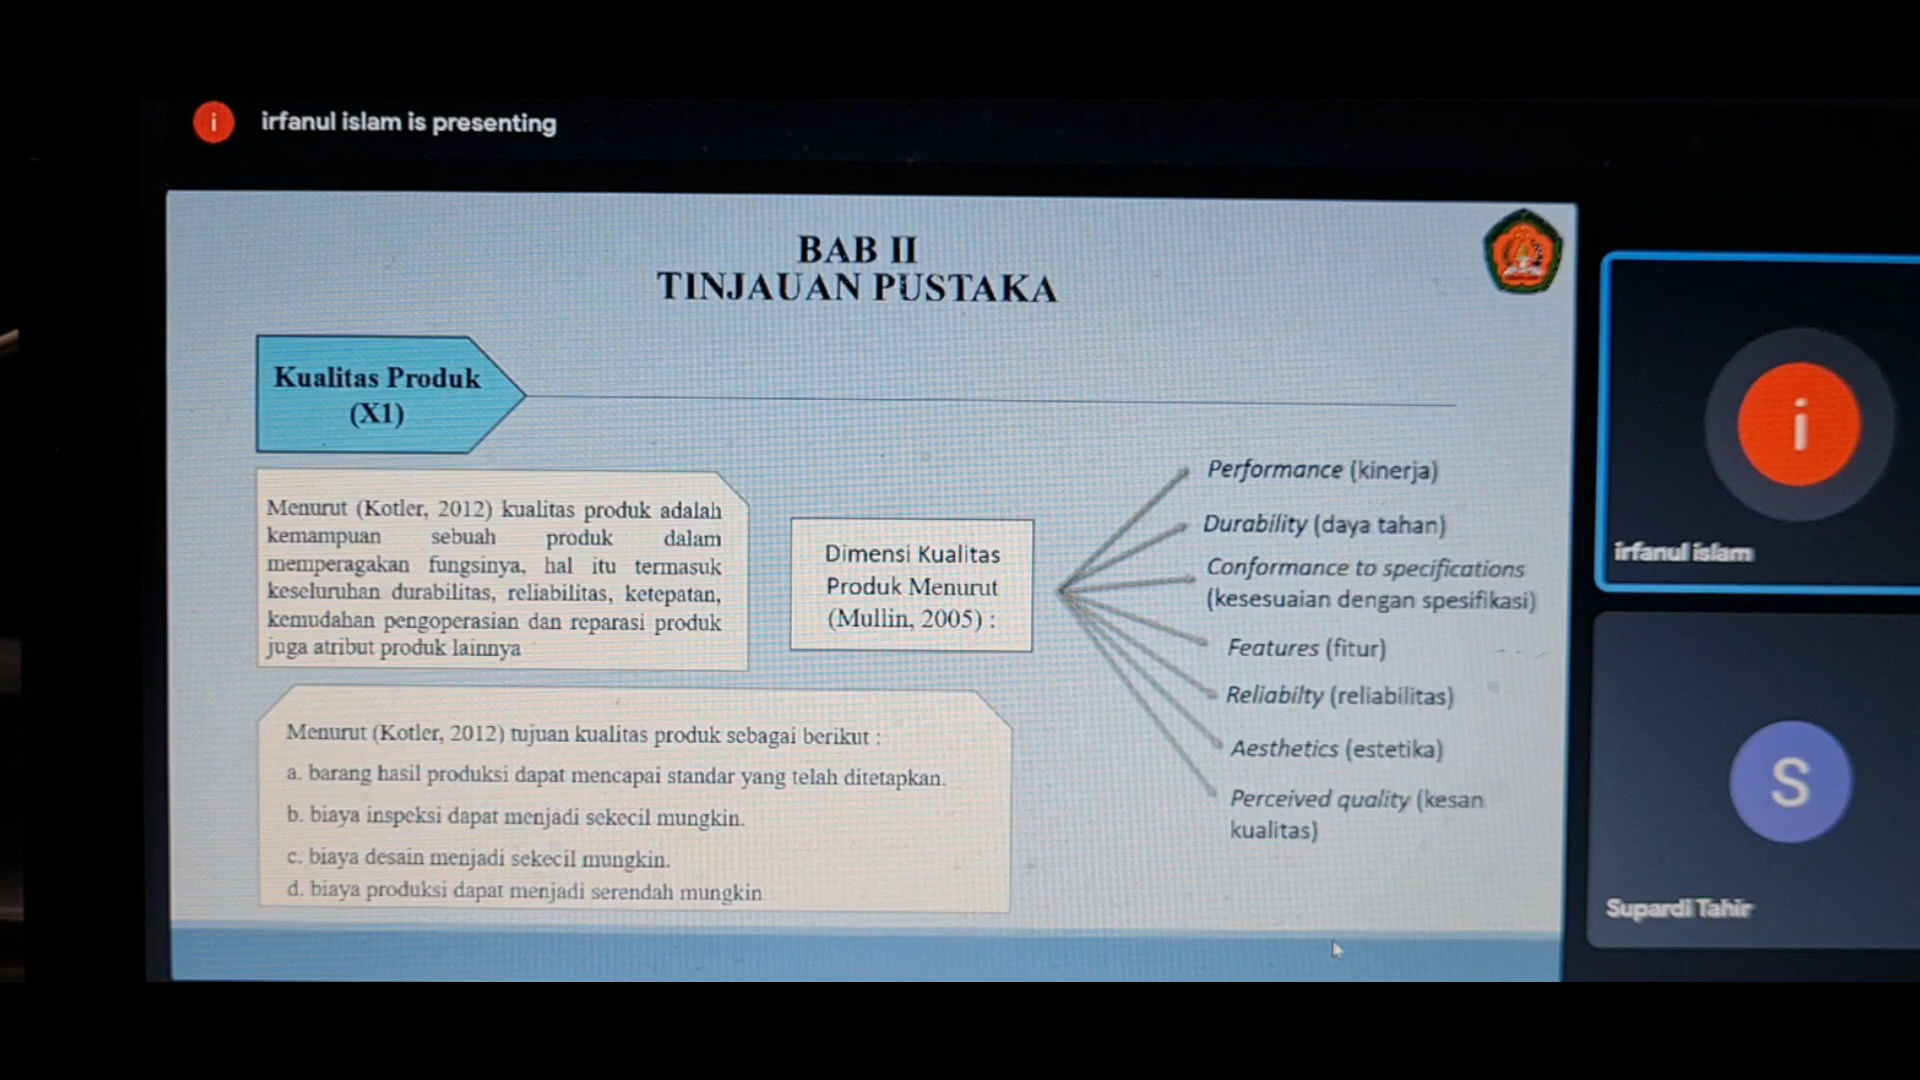 i
irfanul islam is presenting
BAB II
TINJAUAN PUSTAKA
Kualitas Produk
(X1)
Menurut (Kotler, 2012) kualitas produk adalah
kemampuan sebuah produk dalam
memperagakan fungsinya, hal itu termasuk
keseluruhan durabilitas, reliabilitas, ketepatan,
kemudahan pengoperasian dan reparasi produk
juga atribut produk lainnya
Dimensi Kualitas
Produk Menurut
(Mullin, 2005) :
Performance (kinerja)
Durability (daya tahan)
Conformance to specifications
(kesesuaian dengan spesifikasi)
Features (fitur)
Reliabilty (reliabilitas)
Aesthetics (estetika)
Perceived quality (kesan
kualitas)
Menurut (Kotler, 2012) tujuan kualitas produk sebagai berikut :
a. barang hasil produksi dapat mencapai standar yang telah ditetapkan.
b. biaya inspeksi dapat menjadi sekecil mungkin.
c. biaya desain menjadi sekecil mungkin.
d. biaya produksi dapat menjadi serendah mungkin
i
irfanul islam
S
Supardi Tahir